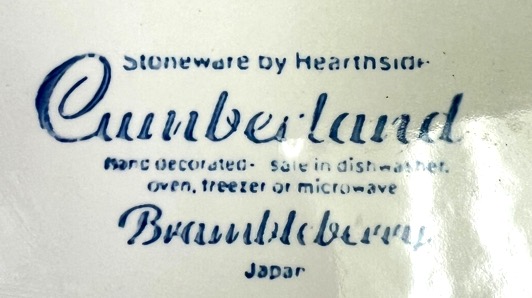 Stoneware by Hearthside
Cumberland
Hand decorated - safe in dishwasher,
oven, freezer or microwave
Brambleberry
Japan